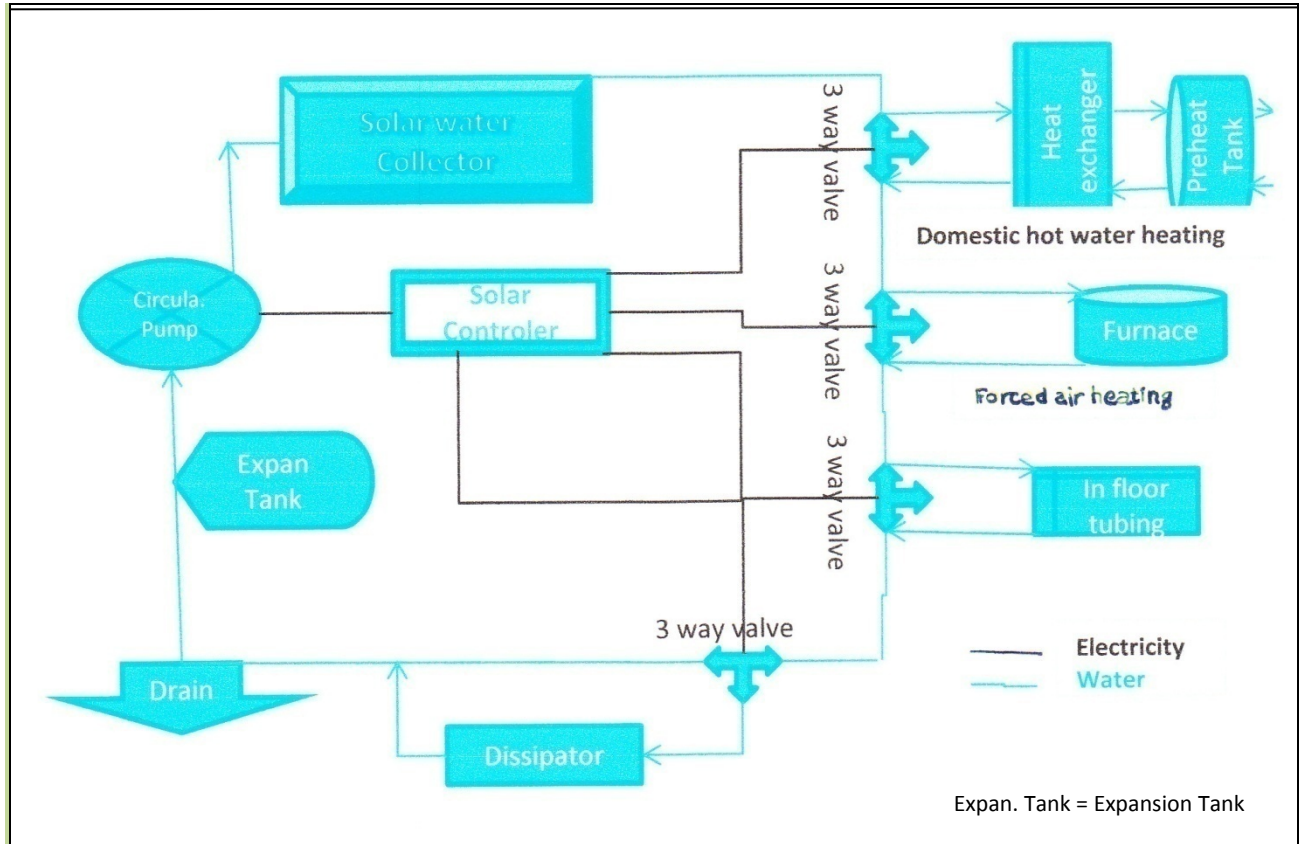 Solar water
Collector
3 way valve
Heat
exchanger
Preheat
Tank
Domestic hot water heating
Circula.
Pump
Solar
Controler
3 way valve
Furnace
Forced air heating
Expan
Tank
3 way valve
In floor
tubing
3 way valve
Electricity
Water
Drain
Dissipator
Expan. Tank = Expansion Tank